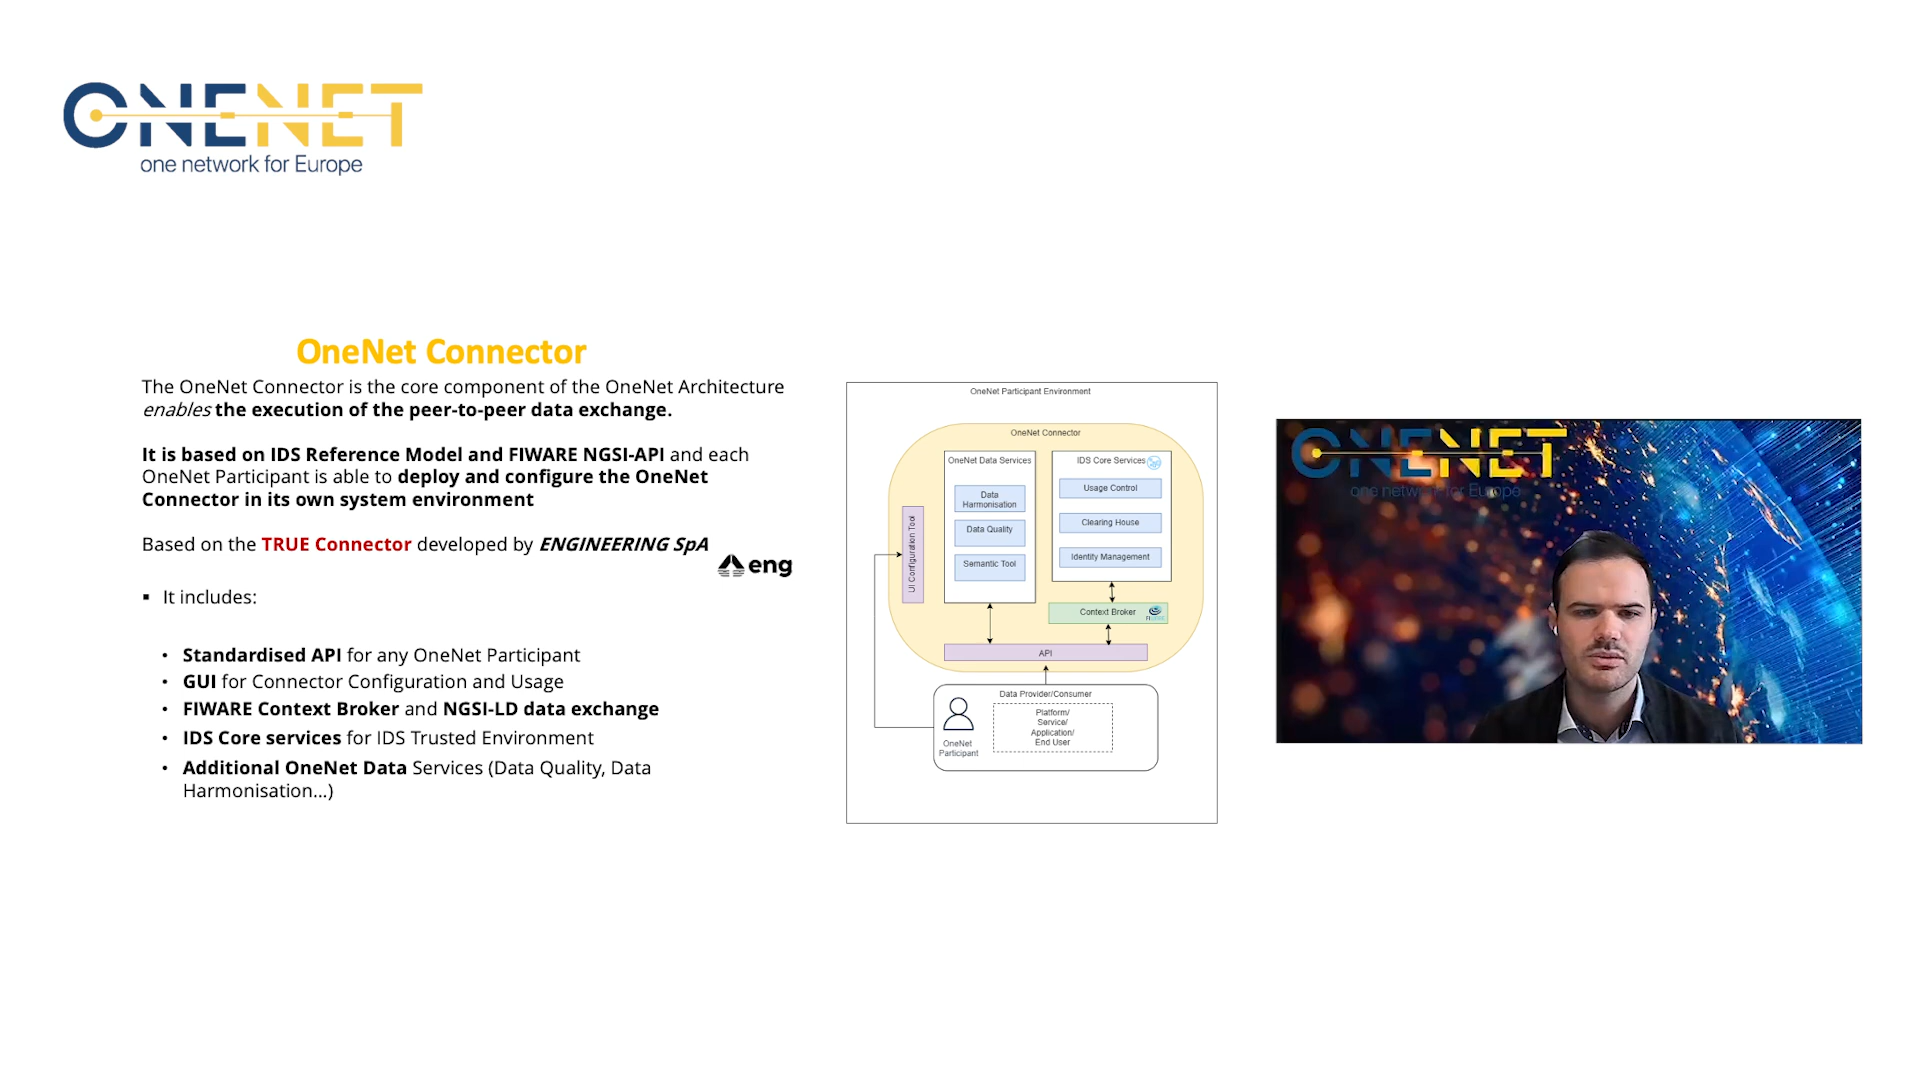 ONENET
one network for Europe
OneNet Connector
The OneNet Connector is the core component of the OneNet Architecture
enables the execution of the peer-to-peer data exchange.
It is based on IDS Reference Model and FIWARE NGSI-API and each
OneNet Participant is able to deploy and configure the OneNet
Connector in its own system environment
Based on the TRUE Connector developed by ENGINEERING SpA
eng
▪ It includes:
• Standardised API for any OneNet Participant
• GUI for Connector Configuration and Usage
• FIWARE Context Broker and NGSI-LD data exchange
• IDS Core services for IDS Trusted Environment
• Additional OneNet Data Services (Data Quality, Data
Harmonisation...)
OneNet Participant Environment
OneNet Connector
OneNet Data Services
Data
Harmonisation
Data Quality
Semantic Tool
IDS Core Services
Usage Control
Clearing House
Identity Management
UI Configuration Tool
Context Broker
API
Data Provider/Consumer
OneNet
Participant
Platform/
Service/
Application/
End User
ONENET
one network for Europe